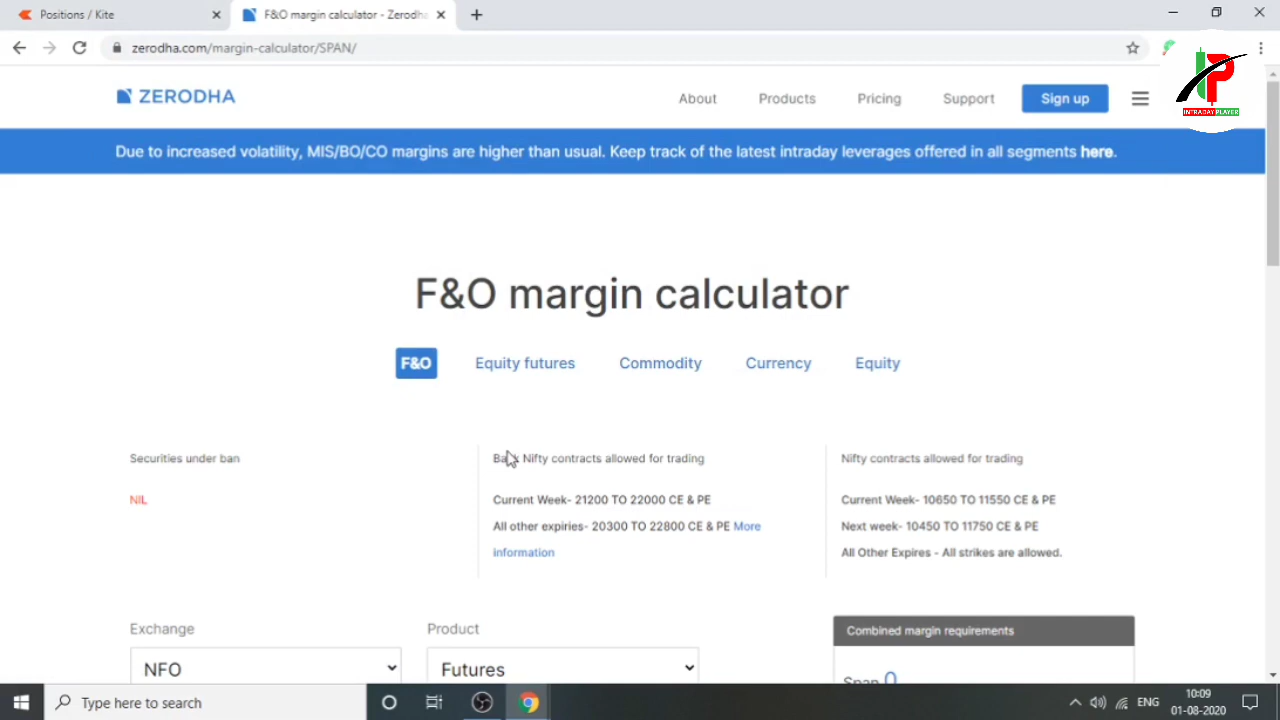 Positions / Kite
F&O margin calculator - Zerodha
zerodha.com/margin-calculator/SPAN/
ZERODHA
About
Products
Pricing
Support
Sign up
IP
INTRADAY PLAYER
Due to increased volatility, MIS/BO/CO margins are higher than usual. Keep track of the latest intraday leverages offered in all segments here.
F&O margin calculator
F&O
Equity futures
Commodity
Currency
Equity
Securities under ban
NIL
Bank Nifty contracts allowed for trading
Current Week- 21200 TO 22000 CE & PE
All other expiries- 20300 TO 22800 CE & PE More
information
Nifty contracts allowed for trading
Current Week- 10650 TO 11550 CE & PE
Next week- 10450 TO 11750 CE & PE
All Other Expires - All strikes are allowed.
Exchange
NFO
Product
Futures
Combined margin requirements
Span 0
Type here to search
ENG
10:09
01-08-2020